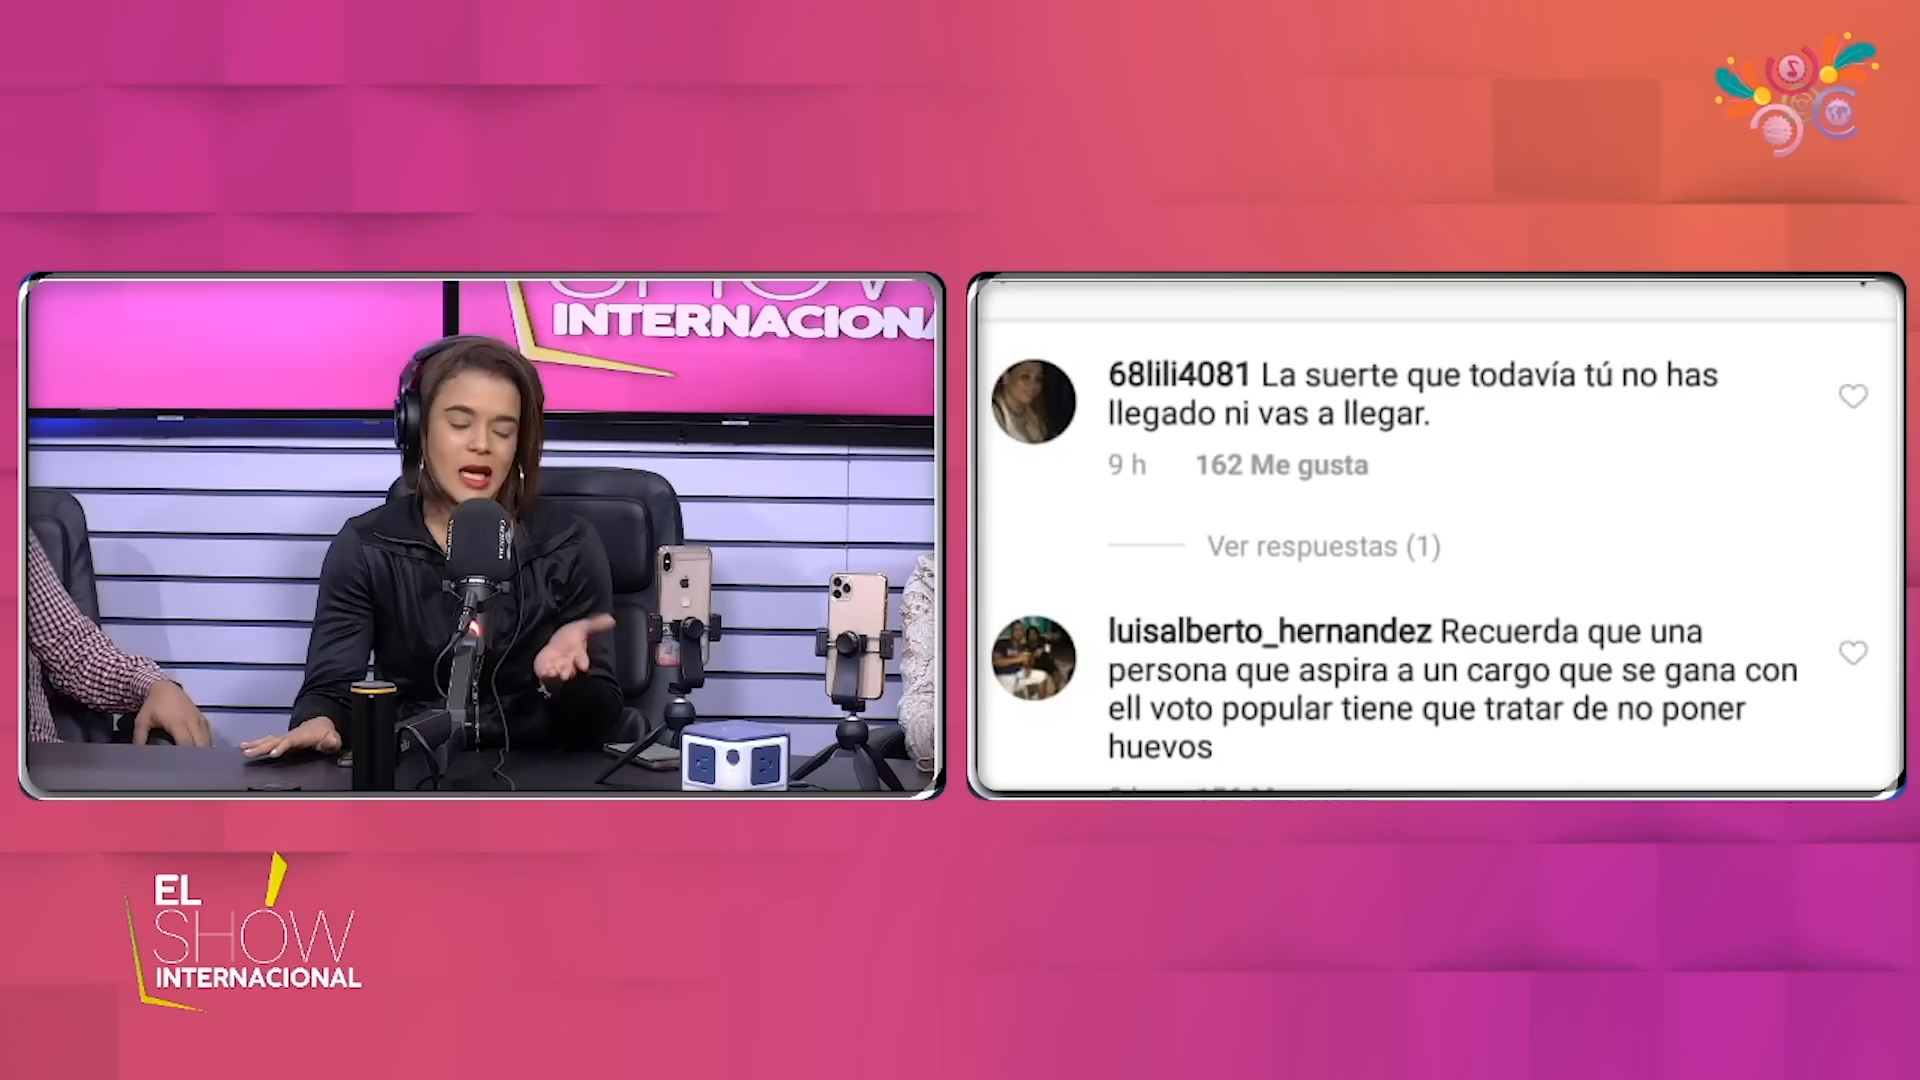 SHOW
INTERNACIONA
68lili4081 La suerte que todavía tú no has
llegado ni vas a llegar.
9 h 162 Me gusta
Ver respuestas (1)
luisalberto_hernandez Recuerda que una
persona que aspira a un cargo que se gana con
ell voto popular tiene que tratar de no poner
huevos
EL
SHOW
INTERNACIONAL